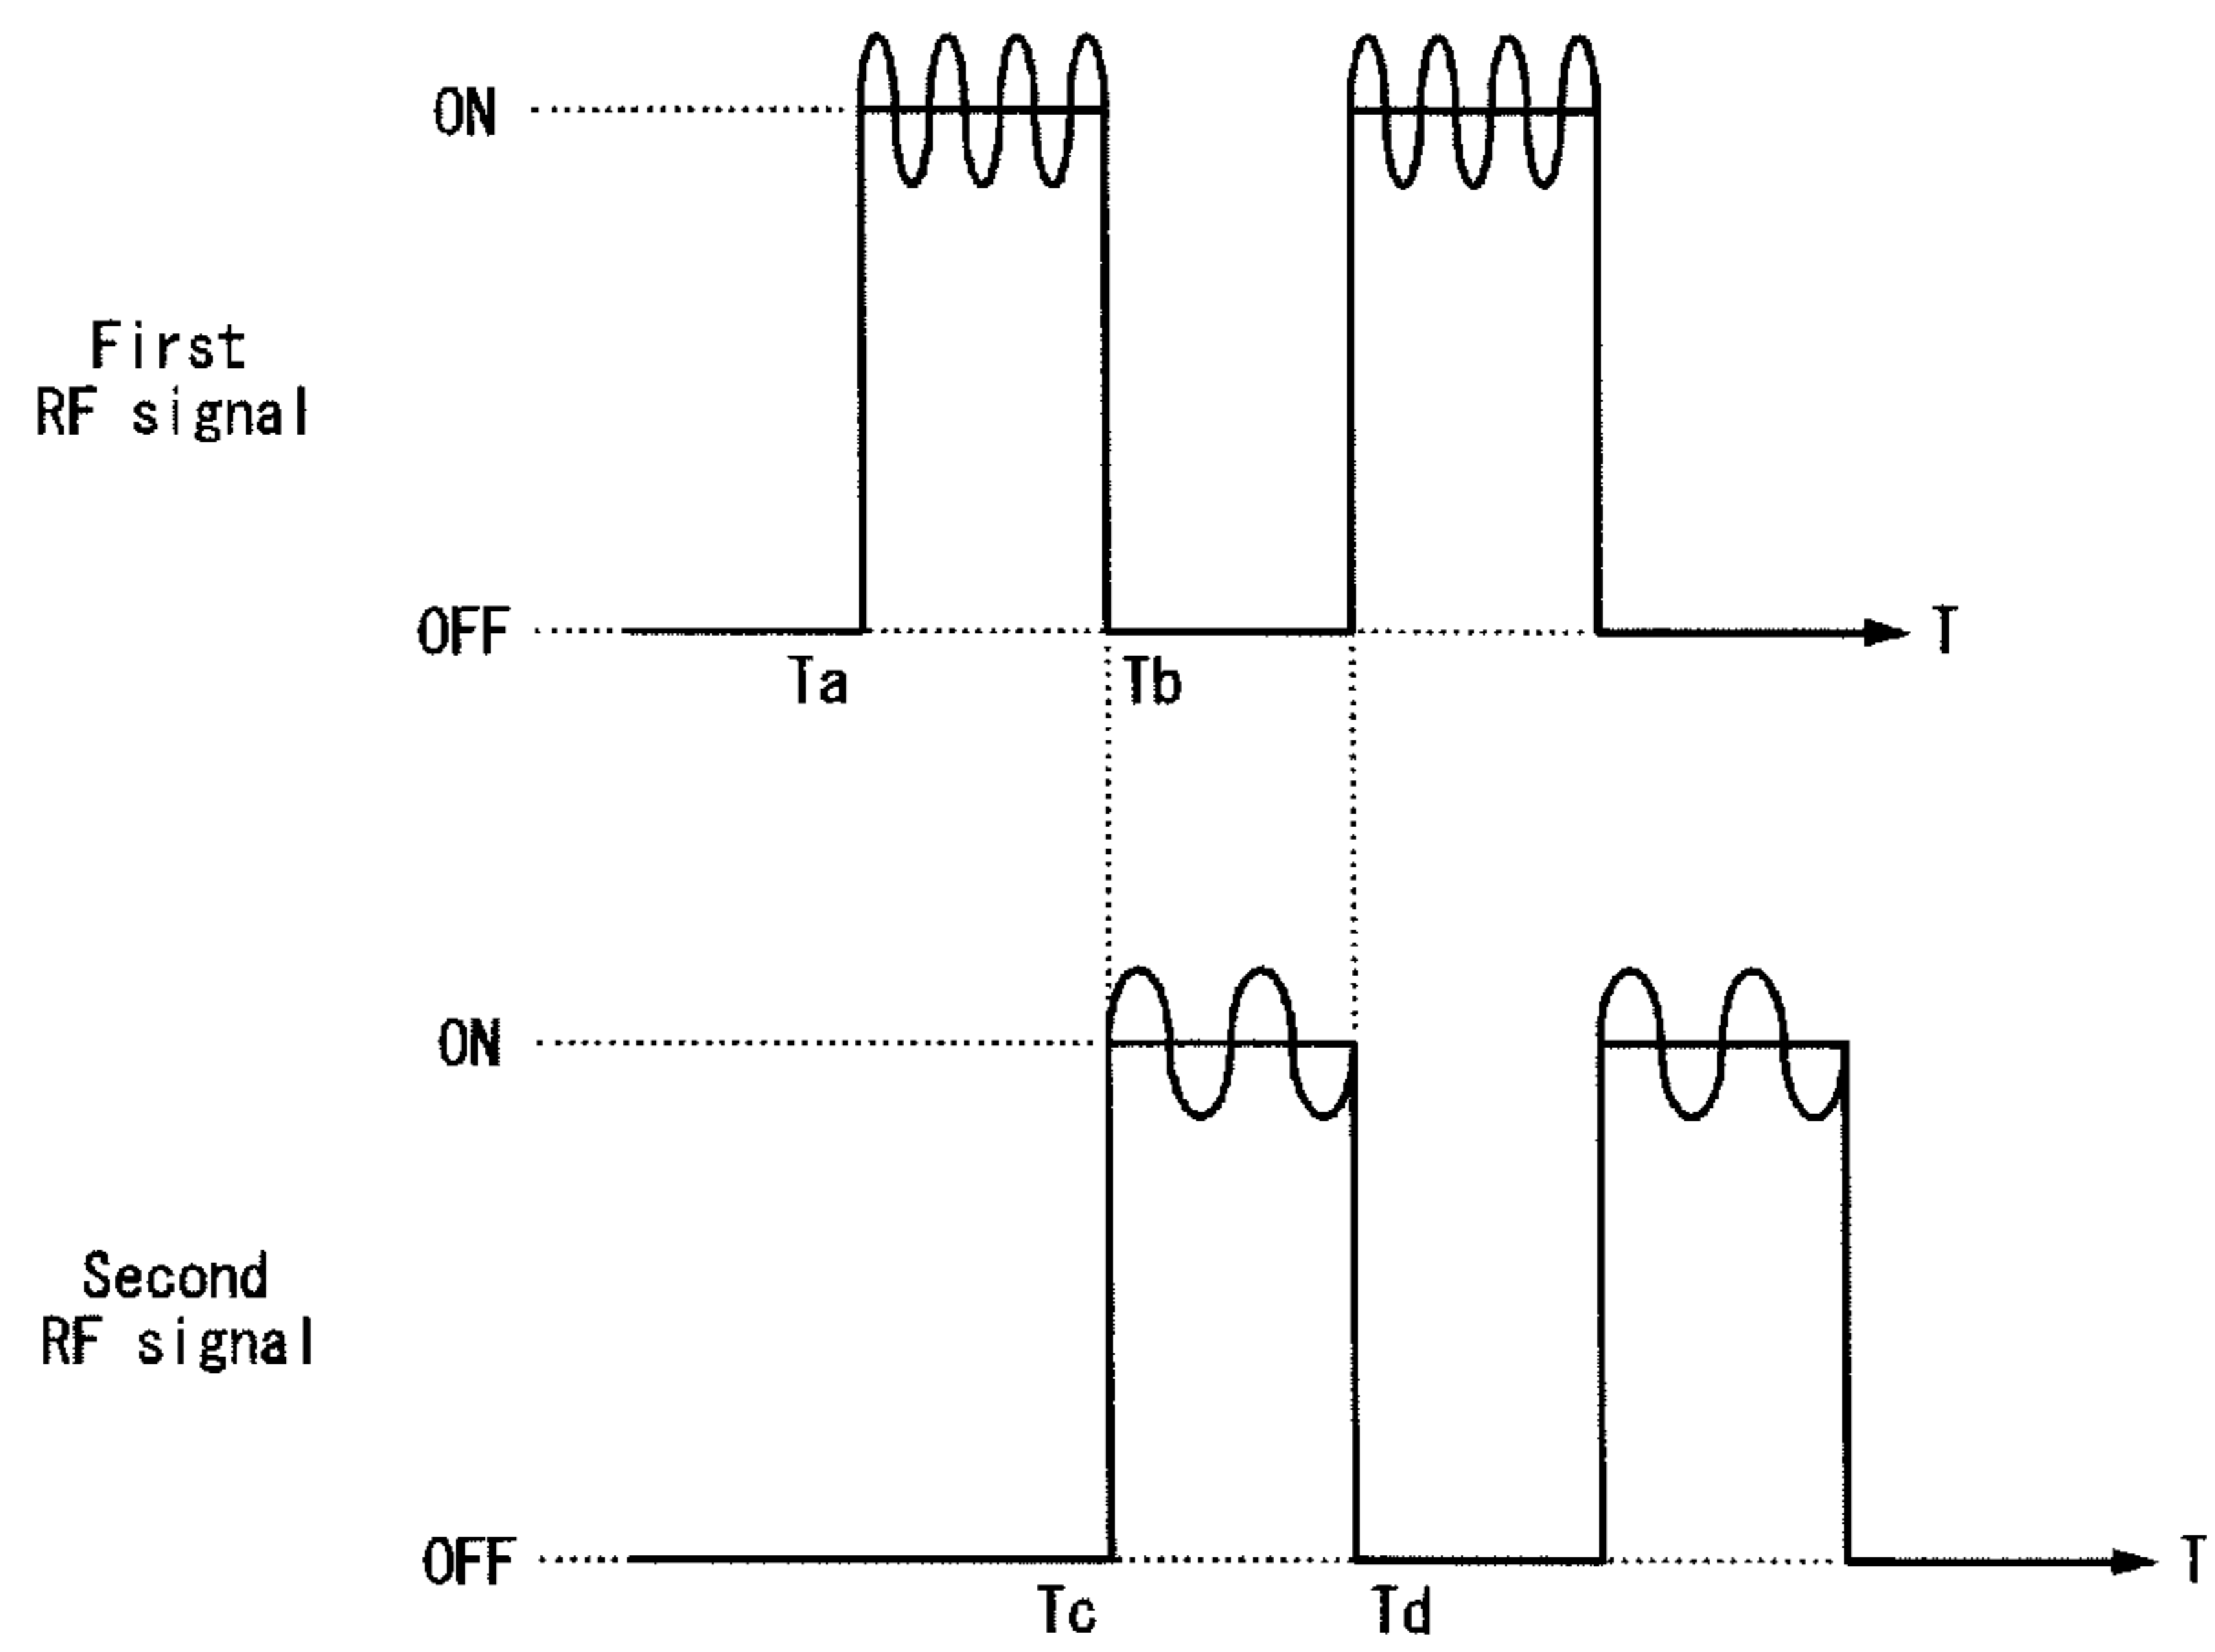 ON
First
RF signal
OFF
T
Ta
Tb
ON
Second
RF signal
OFF
T
Tc
Td